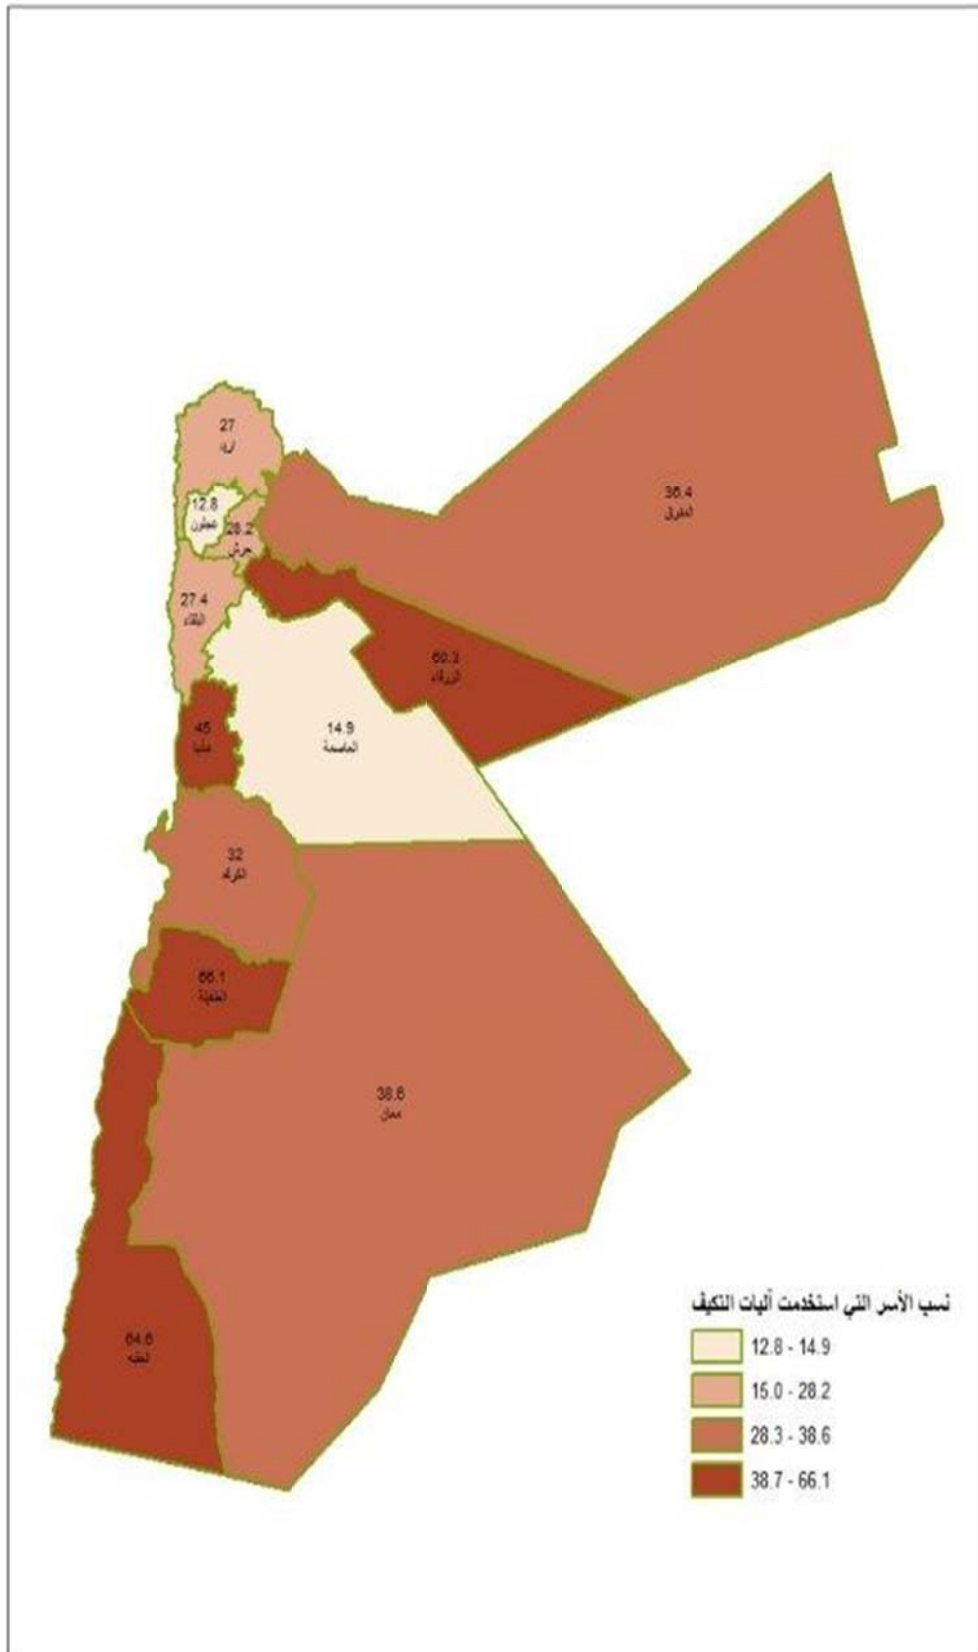 27
اربد
12.8
عجلون
28.2
جرش
36.4
المفرق
27.4
البلقاء
60.3
الزرقاء
45
مادبا
14.9
العاصمة
32
الكرك
66.1
الطفيلة
38.6
معان
64.6
العقبه
نسب الأسر التي استخدمت أليات التكيف
12.8 - 14.9
15.0 - 28.2
28.3 - 38.6
38.7 - 66.1